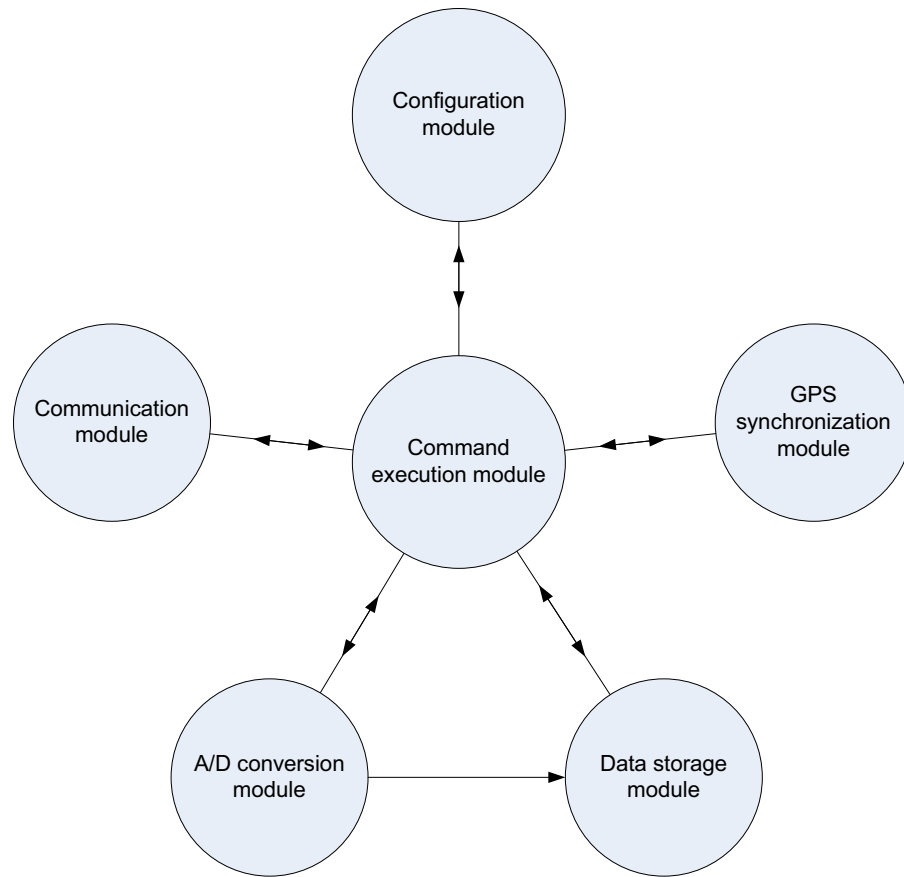 Configuration
module
Communication
module
Command
execution module
GPS
synchronization
module
A/D conversion
module
Data storage
module